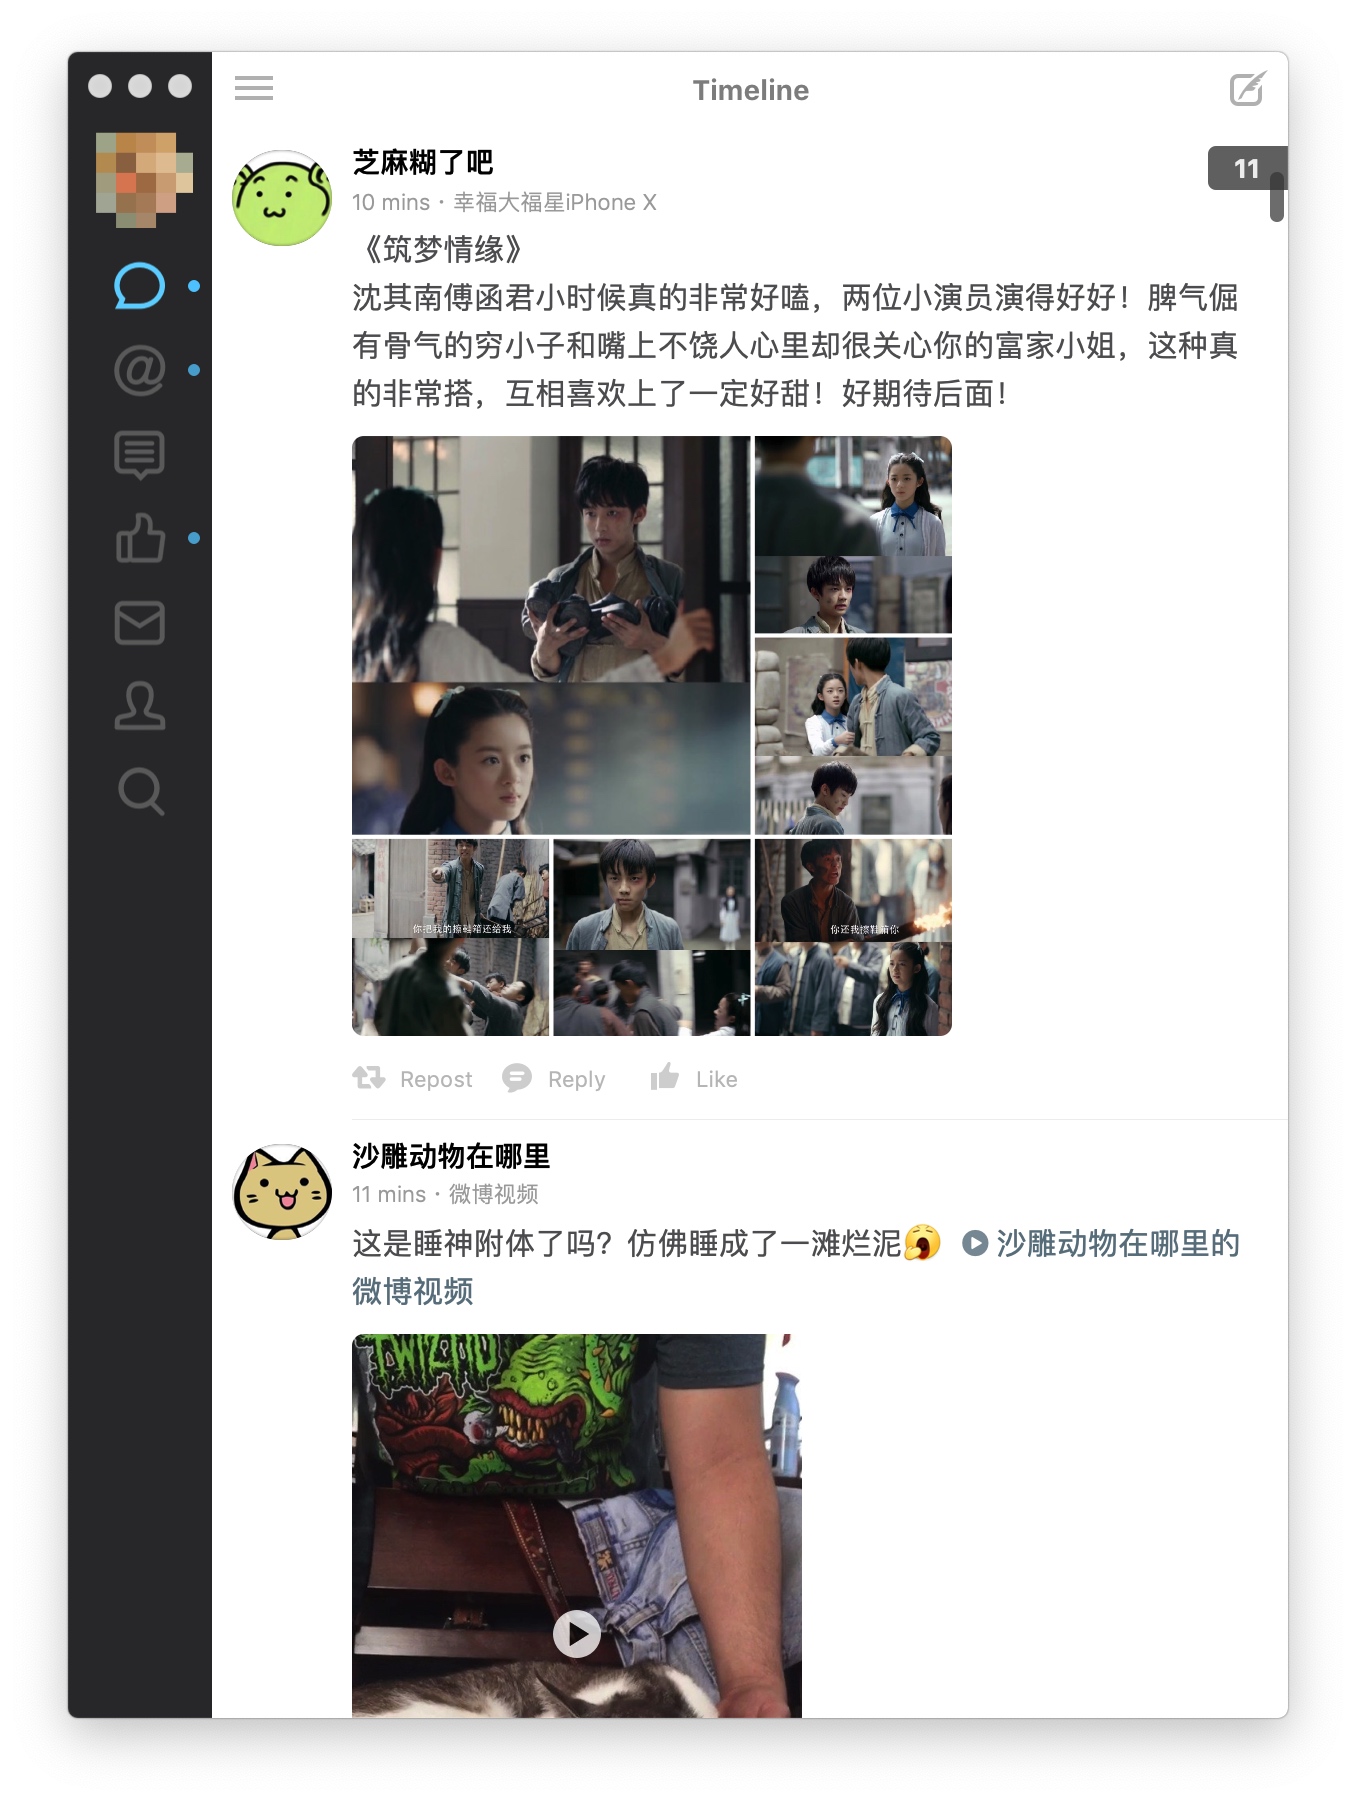 Timeline
11
芝麻糊了吧
10 mins · 幸福大福星iPhone X
《筑梦情缘》
沈其南傅函君小时候真的非常好嗑，两位小演员演得好好！脾气倔
有骨气的穷小子和嘴上不饶人心里却很关心你的富家小姐，这种真
的非常搭，互相喜欢上了一定好甜！好期待后面！
你把我的擦鞋箱还给我
你还我擦鞋箱你
Repost
Reply
Like
沙雕动物在哪里
11 mins · 微博视频
这是睡神附体了吗？仿佛睡成了一滩烂泥🥱 沙雕动物在哪里的
微博视频
TWIZTID